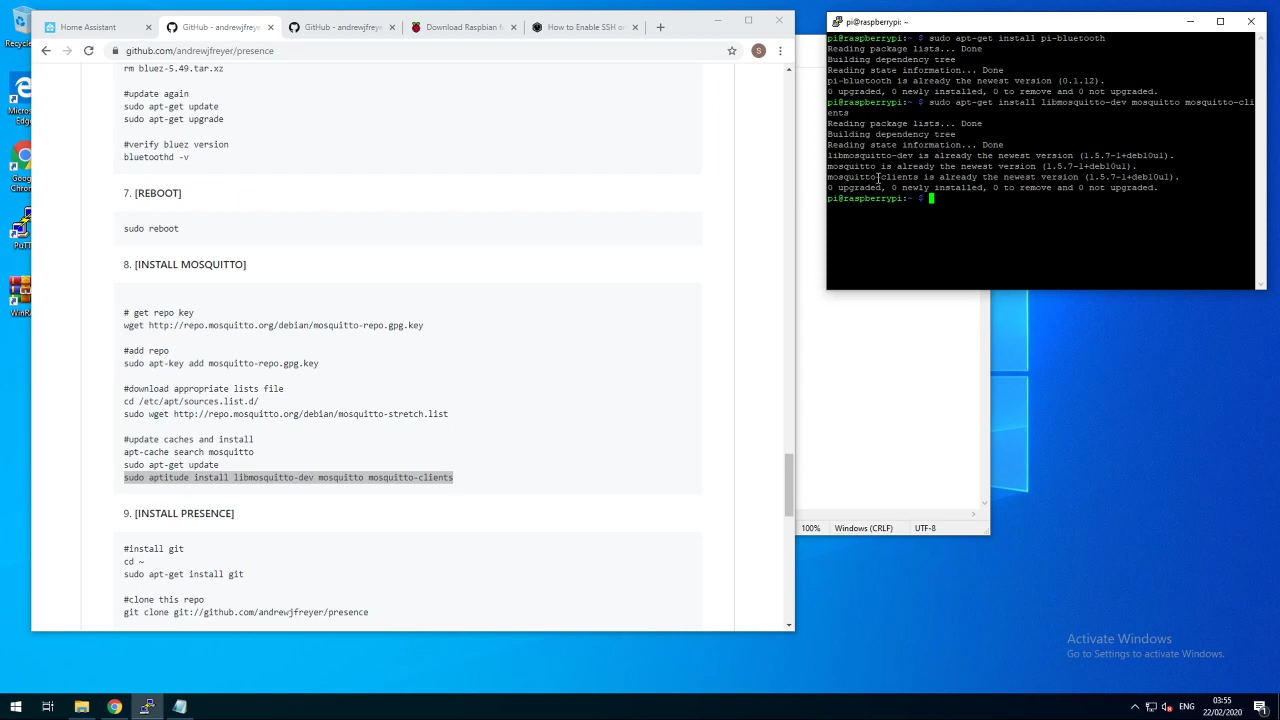 Recycl
Microsof
Edge
Googl
Chrom
PuTT
WinRA
Home Assistant
GitHub - andrewjfreye
GitHub - andrewjfreye
Download Raspbian f
How to Enable SSH o
github.com/andrewjfreyer/presence
S
rm bluez-5.49.tar.xz
#update again
sudo apt-get update
sudo apt-get upgrade
#verify bluez version
bluetoothd -v
7. [REBOOT]
sudo reboot
8. [INSTALL MOSQUITTO]
# get repo key
wget http://repo.mosquitto.org/debian/mosquitto-repo.gpg.key
#add repo
sudo apt-key add mosquitto-repo.gpg.key
#download appropriate lists file
cd /etc/apt/sources.list.d/
sudo wget http://repo.mosquitto.org/debian/mosquitto-stretch.list
#update caches and install
apt-cache search mosquitto
sudo apt-get update
sudo aptitude install libmosquitto-dev mosquitto mosquitto-clients
9. [INSTALL PRESENCE]
#install git
cd ~
sudo apt-get install git
#clone this repo
git clone git://github.com/andrewjfreyer/presence
pi@raspberrypi: ~
pi@raspberrypi:~ $ sudo apt-get install pi-bluetooth
Reading package lists... Done
Building dependency tree
Reading state information... Done
pi-bluetooth is already the newest version (0.1.12).
0 upgraded, 0 newly installed, 0 to remove and 0 not upgraded.
pi@raspberrypi:~ $ sudo apt-get install libmosquitto-dev mosquitto mosquitto-cli
ents
Reading package lists... Done
Building dependency tree
Reading state information... Done
libmosquitto-dev is already the newest version (1.5.7-1+deb10u1).
mosquitto is already the newest version (1.5.7-1+deb10u1).
mosquitto-clients is already the newest version (1.5.7-1+deb10u1).
0 upgraded, 0 newly installed, 0 to remove and 0 not upgraded.
pi@raspberrypi:~ $
100%
Windows (CRLF)
UTF-8
Activate Windows
Go to Settings to activate Windows.
ENG
03:55
22/02/2020
1